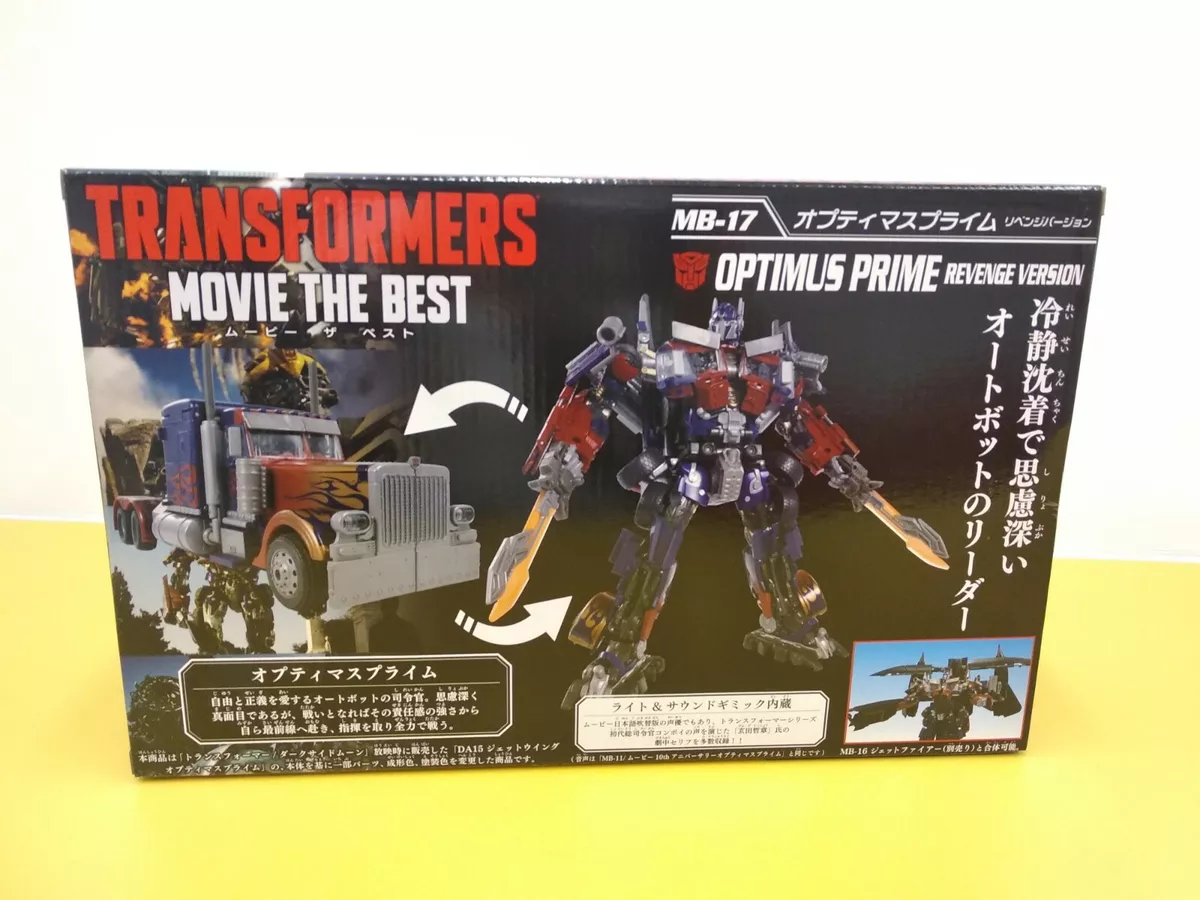 TRANSFORMERS
MOVIE THE BEST
ムービー ザ ベスト
MB-17 オプティマスプライム リベンジバージョン
OPTIMUS PRIME REVENGE VERSION
冷静沈着で思慮深い
オートボットのリーダー
オプティマスプライム
自由と正義を愛するオートボットの司令官。思慮深く
真面目であるが、戦いとなればその責任感の強さから
自ら最前線へ赴き、指揮を取り全力で戦う。
本商品は「トランスフォーマー/ダークサイドムーン」放映時に販売した「DA15 ジェットウイング
オプティマスプライム」の、本体を基に一部パーツ、成形色、塗装色を変更した商品です。
ライト&サウンドギミック内蔵
ムービー日本語吹替版の声優でもあり、トランスフォーマーシリーズ
初代総司令官コンボイの声を演じた「玄田哲章」氏の
劇中セリフを多数収録!!
(音声は「MB-11/ムービー 10th アニバーサリーオプティマスプライム」と同じです)
MB-16 ジェットファイアー(別売り)と合体可能。